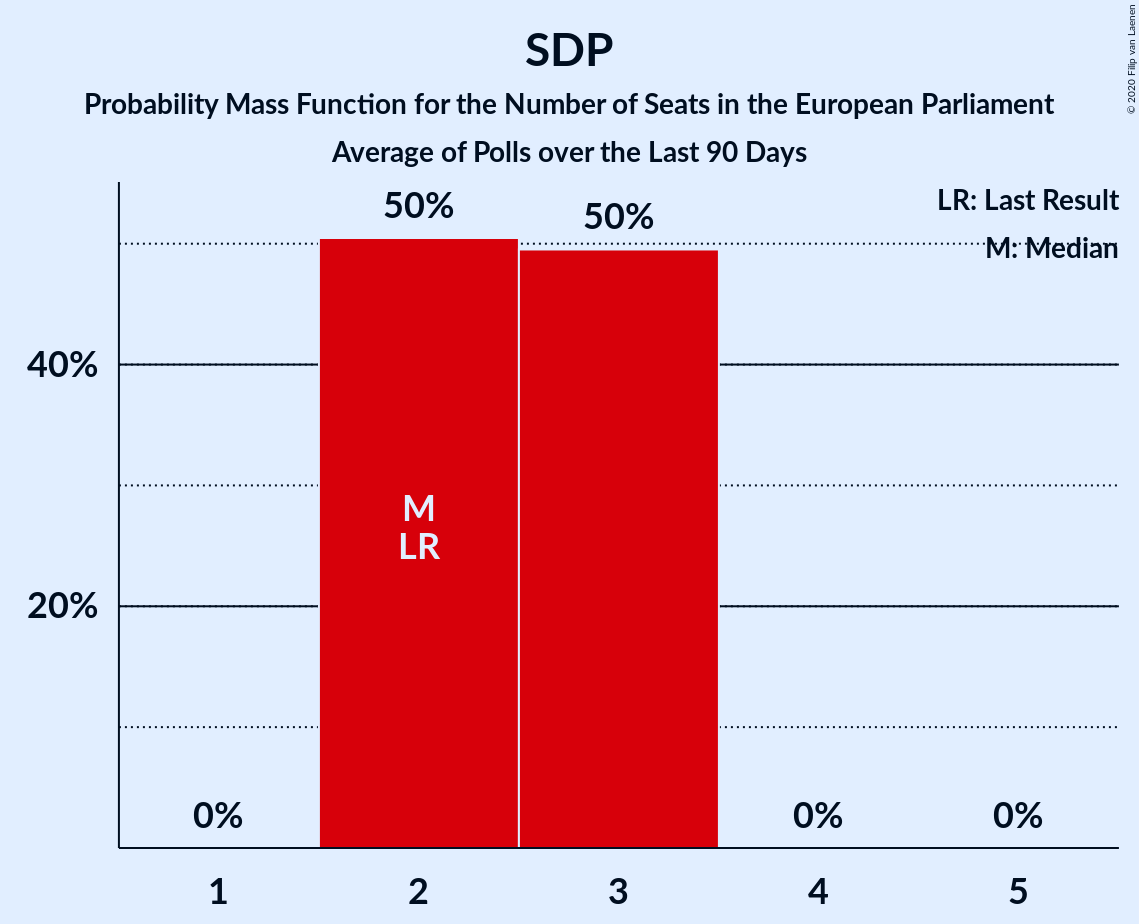 SDP
Probability Mass Function for the Number of Seats in the European Parliament
Average of Polls over the Last 90 Days
© 2020 Filip van Laenen
LR: Last Result
M: Median
50%
50%
40%
M
LR
20%
0%
0%
0%
1
2
3
4
5